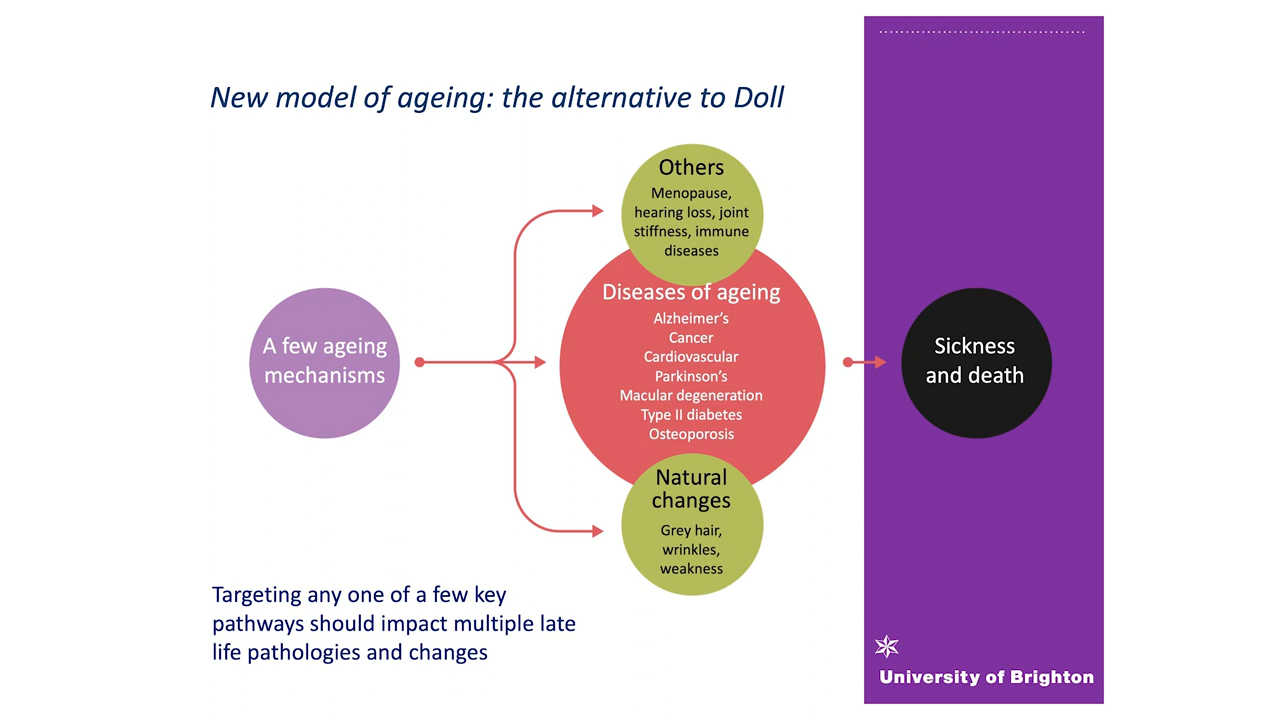 New model of ageing: the alternative to Doll
Others
Menopause,
hearing loss, joint
stiffness, immune
diseases
Diseases of ageing
Alzheimer’s
Cancer
Cardiovascular
Parkinson’s
Macular degeneration
Type II diabetes
Osteoporosis
A few ageing
mechanisms
Sickness
and death
Natural
changes
Grey hair,
wrinkles,
weakness
Targeting any one of a few key
pathways should impact multiple late
life pathologies and changes
University of Brighton